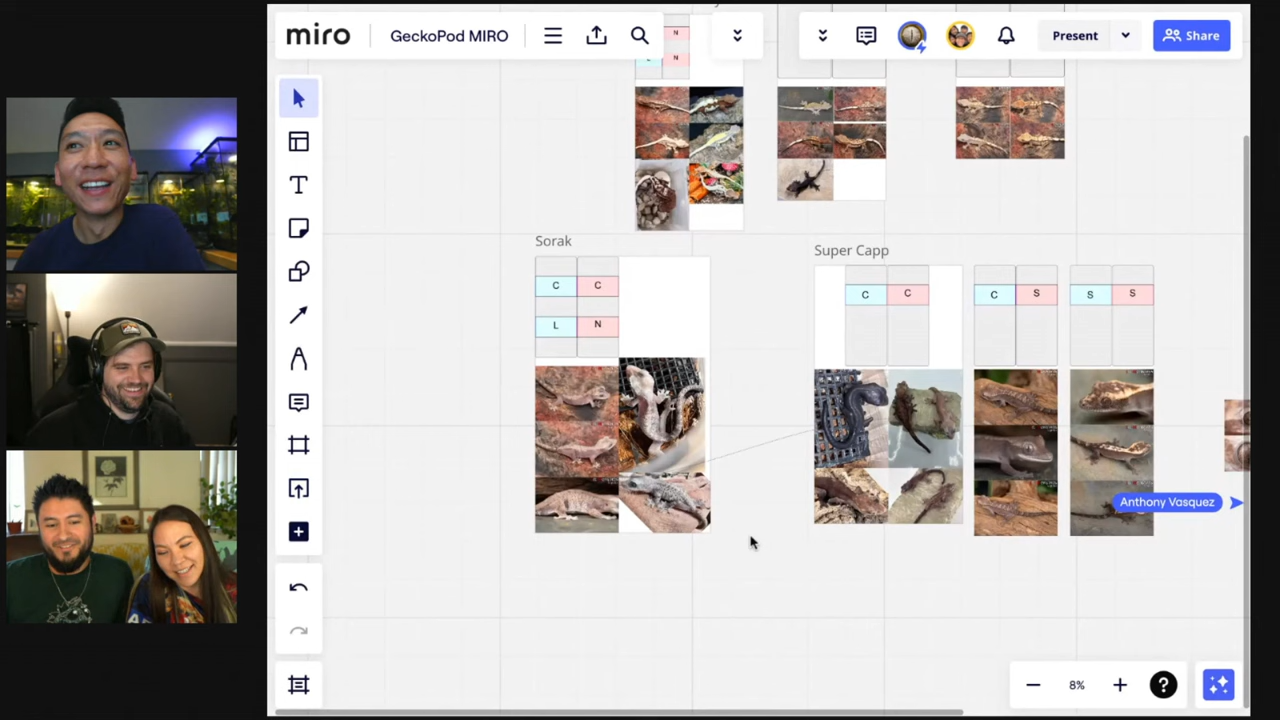 miro
GeckoPod MIRO
Present
Share
N
L N
Sorak
C C
L N
Super Capp
C C
C S
S S
Anthony Vasquez
8%
?